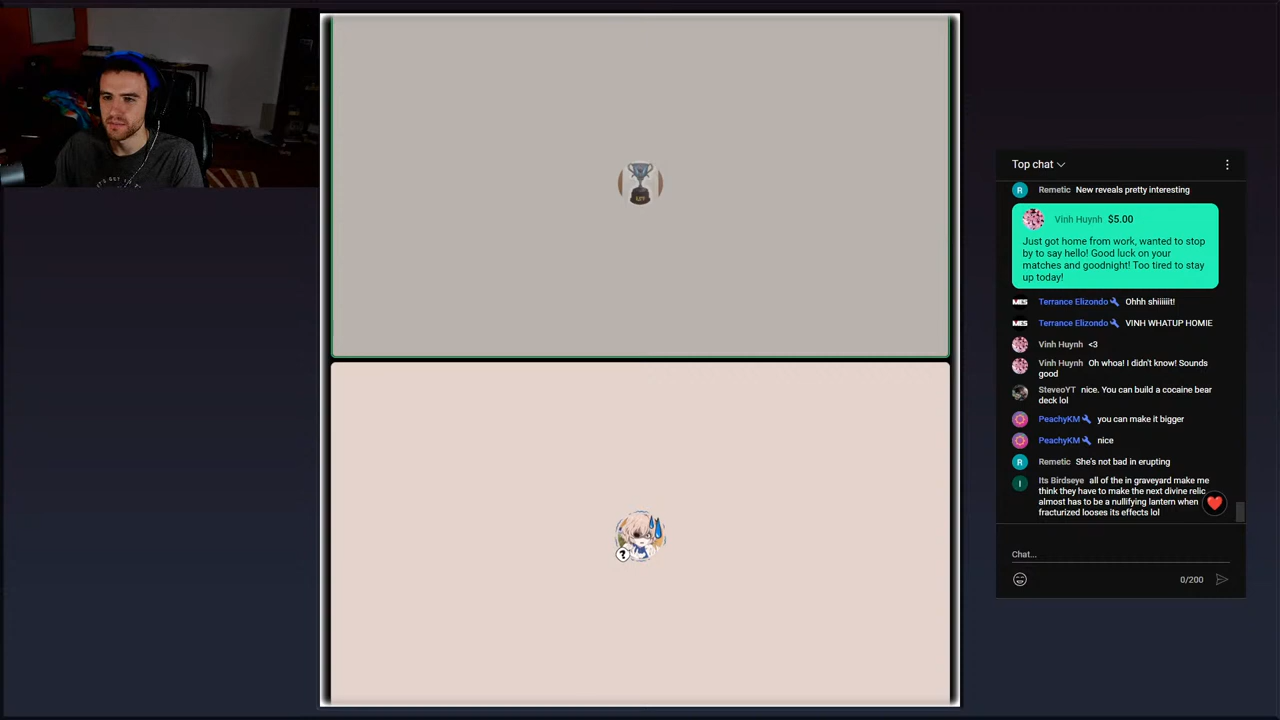 Top chat
Remetic New reveals pretty interesting
Vinh Huynh $5.00
Just got home from work, wanted to stop
by to say hello! Good luck on your
matches and goodnight! Too tired to stay
up today!
Terrance Elizondo Ohhh shiiiiiit!
Terrance Elizondo VINH WHATUP HOMIE
Vinh Huynh <3
Vinh Huynh Oh whoa! I didn't know! Sounds
good
SteveoYT nice. You can build a cocaine bear
deck lol
PeachyKM you can make it bigger
PeachyKM nice
Remetic She's not bad in erupting
Its Birdseye all of the in graveyard make me
think they have to make the next divine relic
almost has to be a nullifying lantern when
fracturized looses its effects lol
Chat...
0/200